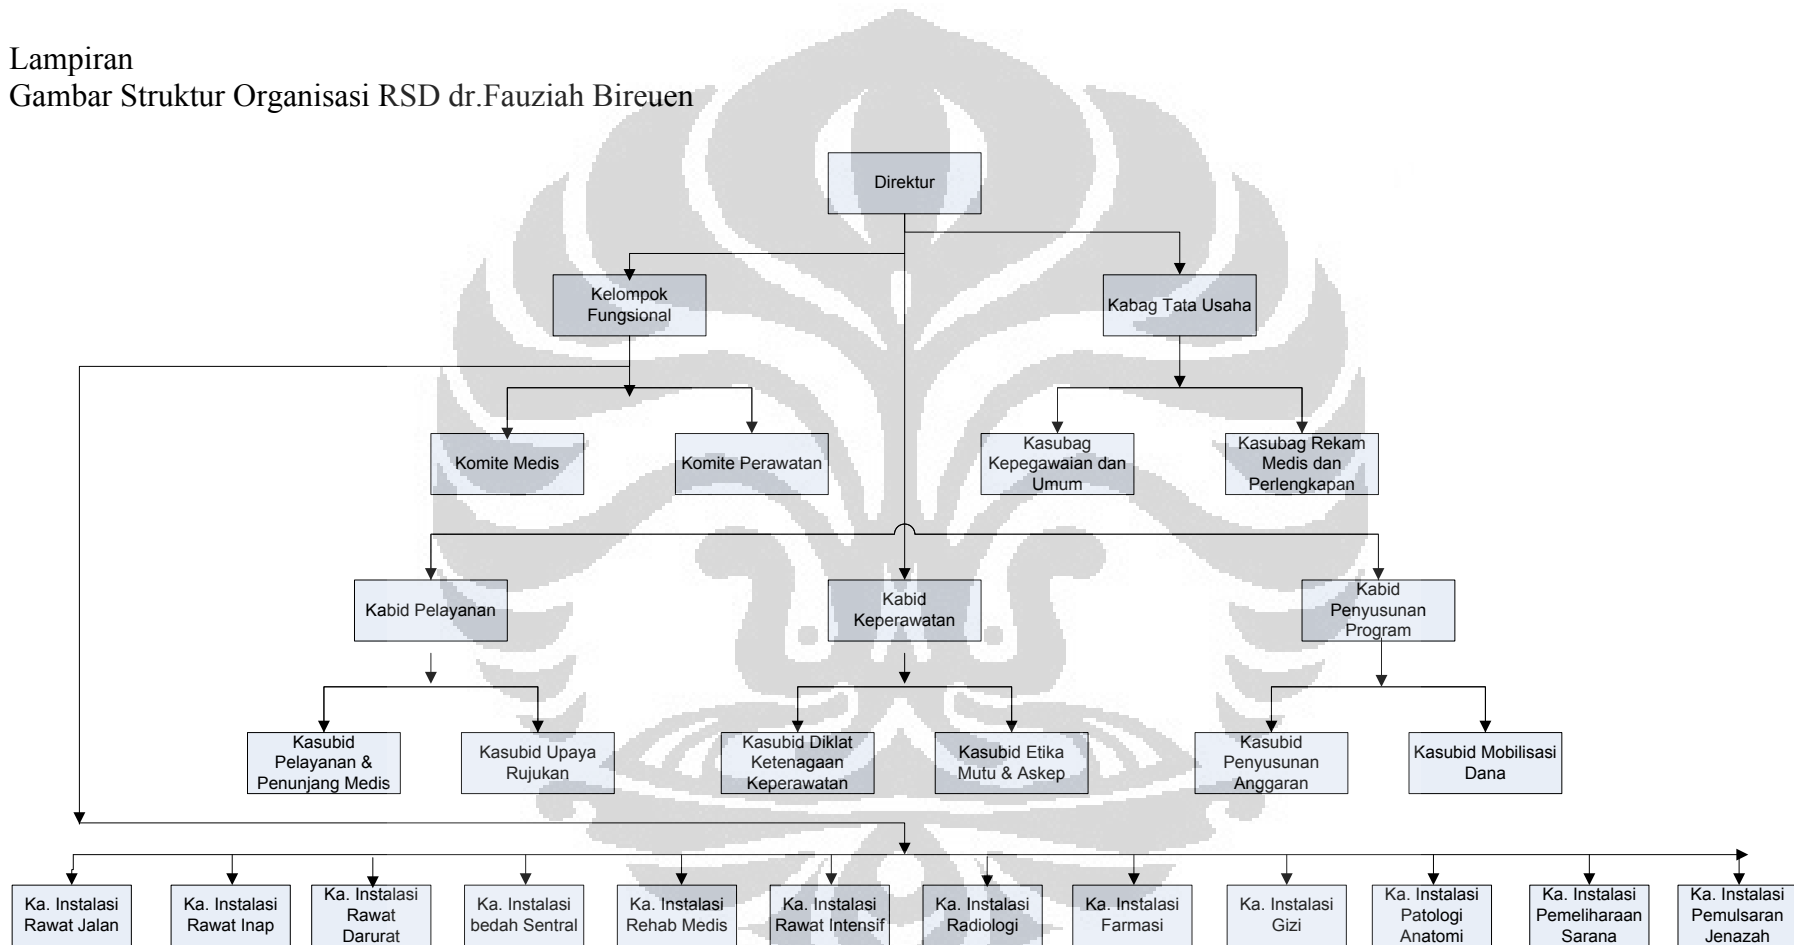 Lampiran
Gambar Struktur Organisasi RSD dr.Fauziah Bireuen
Direktur
Kelompok
Fungsional
Kabag Tata Usaha
Komite Medis
Komite Perawatan
Kasubag
Kepegawaian dan
Umum
Kasubag Rekam
Medis dan
Perlengkapan
Kabid Pelayanan
Kabid
Keperawatan
Kabid
Penyusunan
Program
Kasubid
Pelayanan &
Penunjang Medis
Kasubid Upaya
Rujukan
Kasubid Diklat
Ketenagaan
Keperawatan
Kasubid Etika
Mutu & Askep
Kasubid
Penyusunan
Anggaran
Kasubid Mobilisasi
Dana
Ka. Instalasi
Rawat Jalan
Ka. Instalasi
Rawat Inap
Ka. Instalasi
Rawat
Darurat
Ka. Instalasi
bedah Sentral
Ka. Instalasi
Rehab Medis
Ka. Instalasi
Rawat Intensif
Ka. Instalasi
Radiologi
Ka. Instalasi
Farmasi
Ka. Instalasi
Gizi
Ka. Instalasi
Patologi
Anatomi
Ka. Instalasi
Pemeliharaan
Sarana
Ka. Instalasi
Pemulsaran
Jenazah